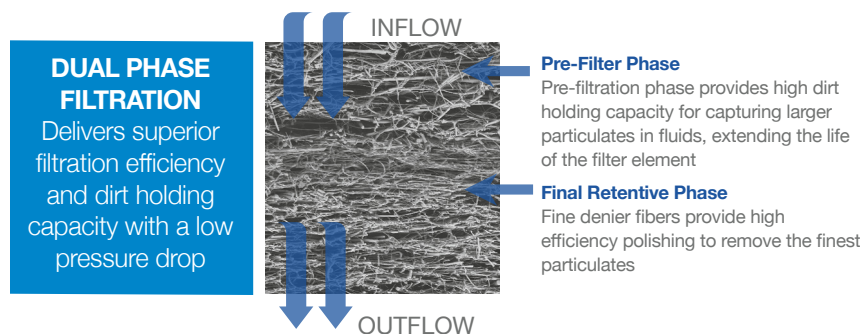 INFLOW
DUAL PHASE
FILTRATION
Delivers superior
filtration efficiency
and dirt holding
capacity with a low
pressure drop
Pre-Filter Phase
Pre-filtration phase provides high dirt
holding capacity for capturing larger
particulates in fluids, extending the life
of the filter element
Final Retentive Phase
Fine denier fibers provide high
efficiency polishing to remove the finest
particulates
OUTFLOW